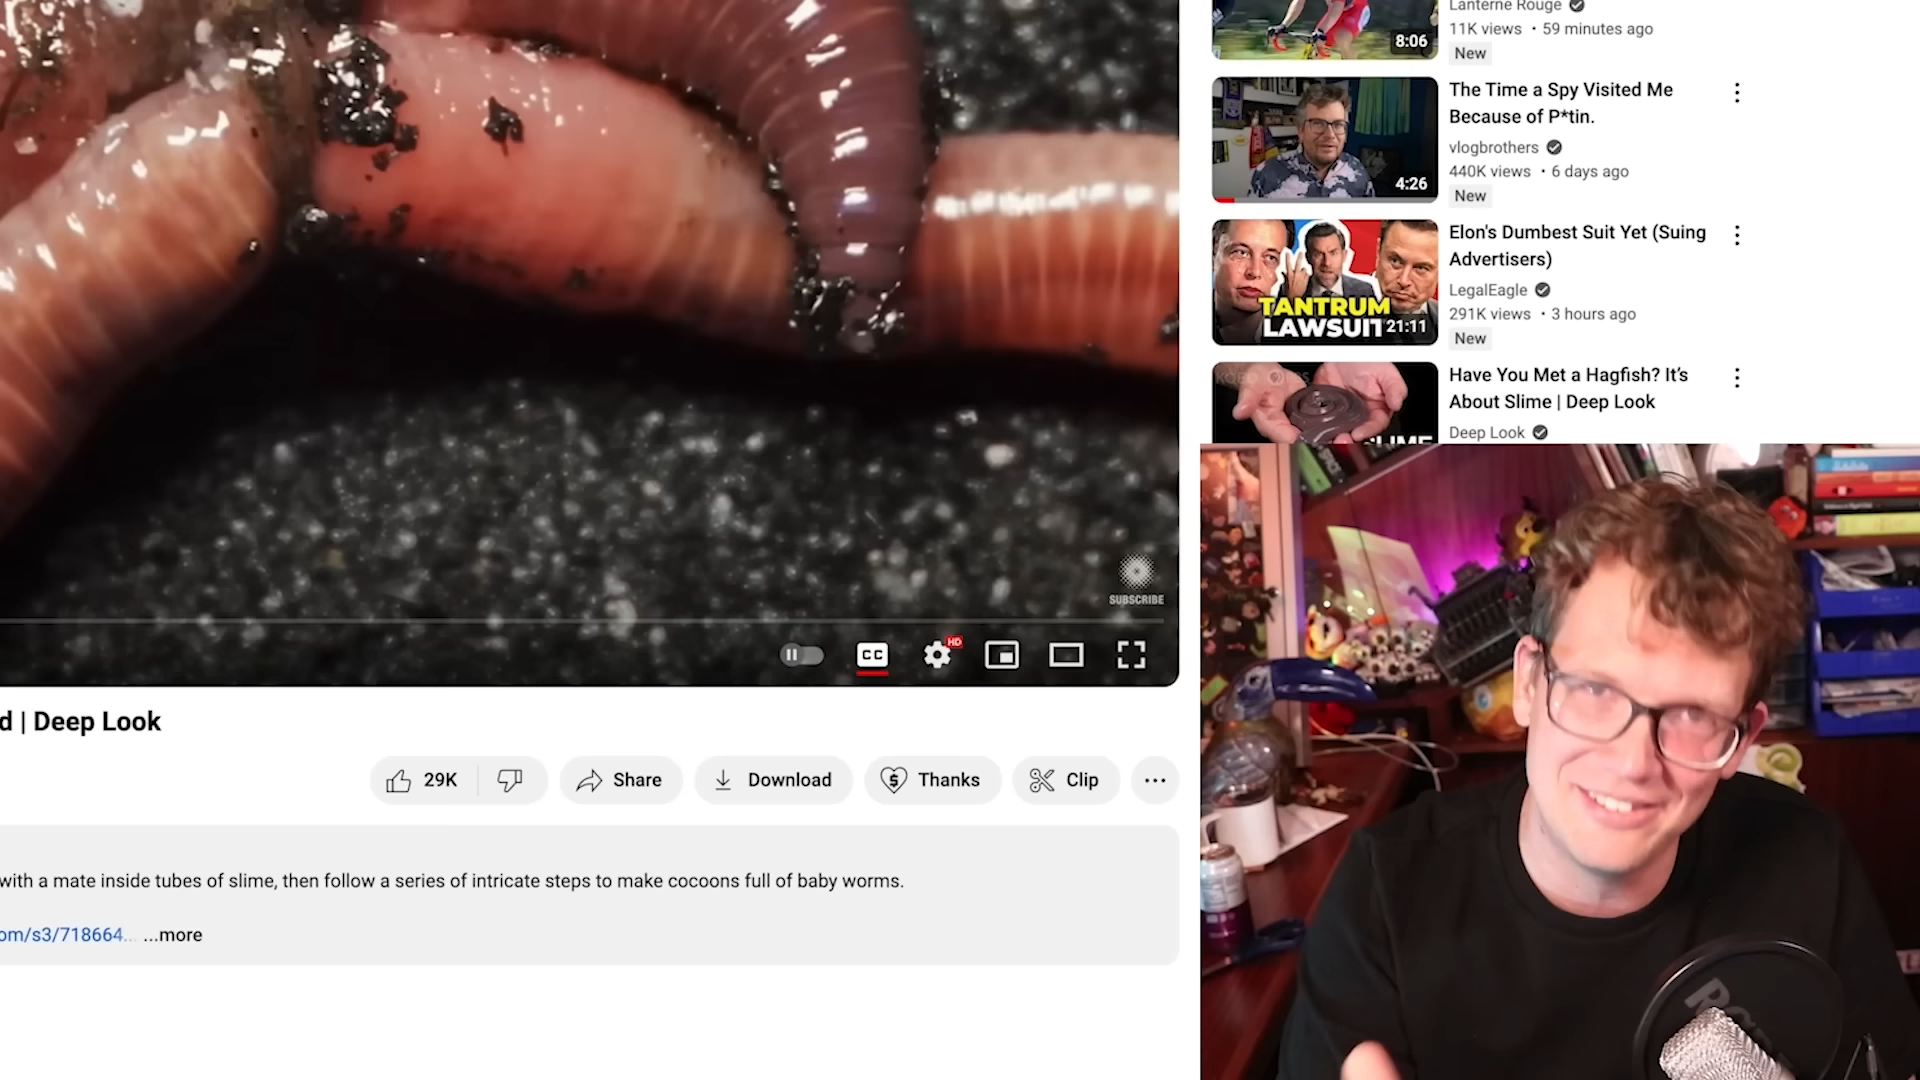 Lanterne Rouge
11K views • 59 minutes ago
8:06
New
The Time a Spy Visited Me
Because of P*tin.
vlogbrothers
440K views • 6 days ago
4:26
New
Elon's Dumbest Suit Yet (Suing
Advertisers)
LegalEagle
291K views • 3 hours ago
TANTRUM
LAWSUIT
21:11
New
Have You Met a Hagfish? It's
About Slime | Deep Look
Deep Look
SUBSCRIBE
CC
HD
d | Deep Look
29K
Share
Download
Thanks
Clip
with a mate inside tubes of slime, then follow a series of intricate steps to make cocoons full of baby worms.
om/s3/718664... ...more